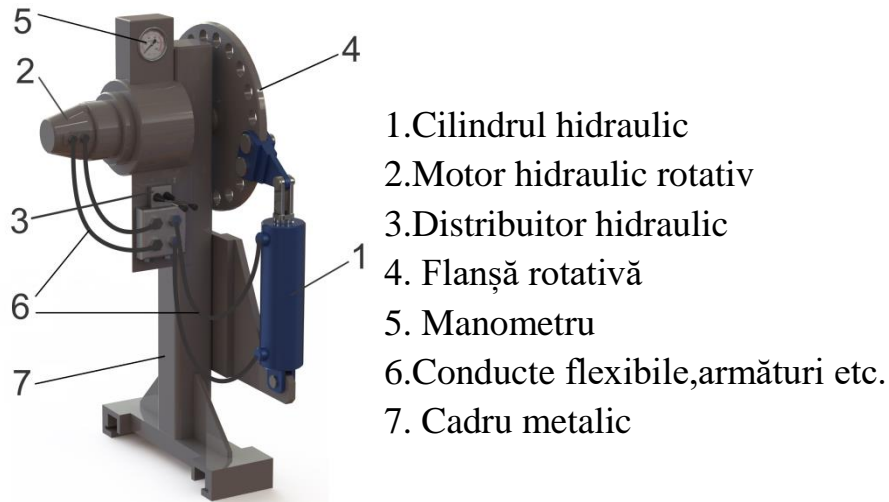 5
2
3
6
7
4
1
1.Cilindrul hidraulic
2.Motor hidraulic rotativ
3.Distribuitor hidraulic
4. Flanșă rotativă
5. Manometru
6.Conducte flexibile,armături etc.
7. Cadru metalic